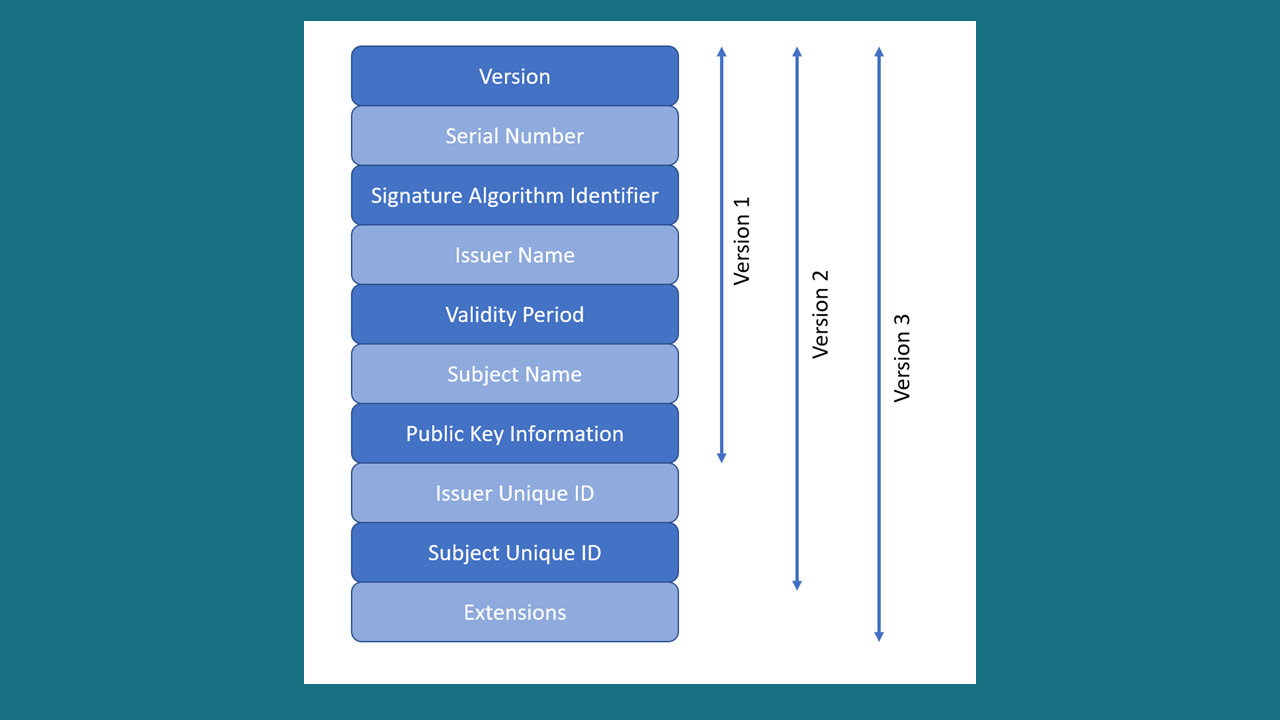 Version
Serial Number
Signature Algorithm Identifier
Issuer Name
Validity Period
Subject Name
Public Key Information
Issuer Unique ID
Subject Unique ID
Extensions
Version 1
Version 2
Version 3